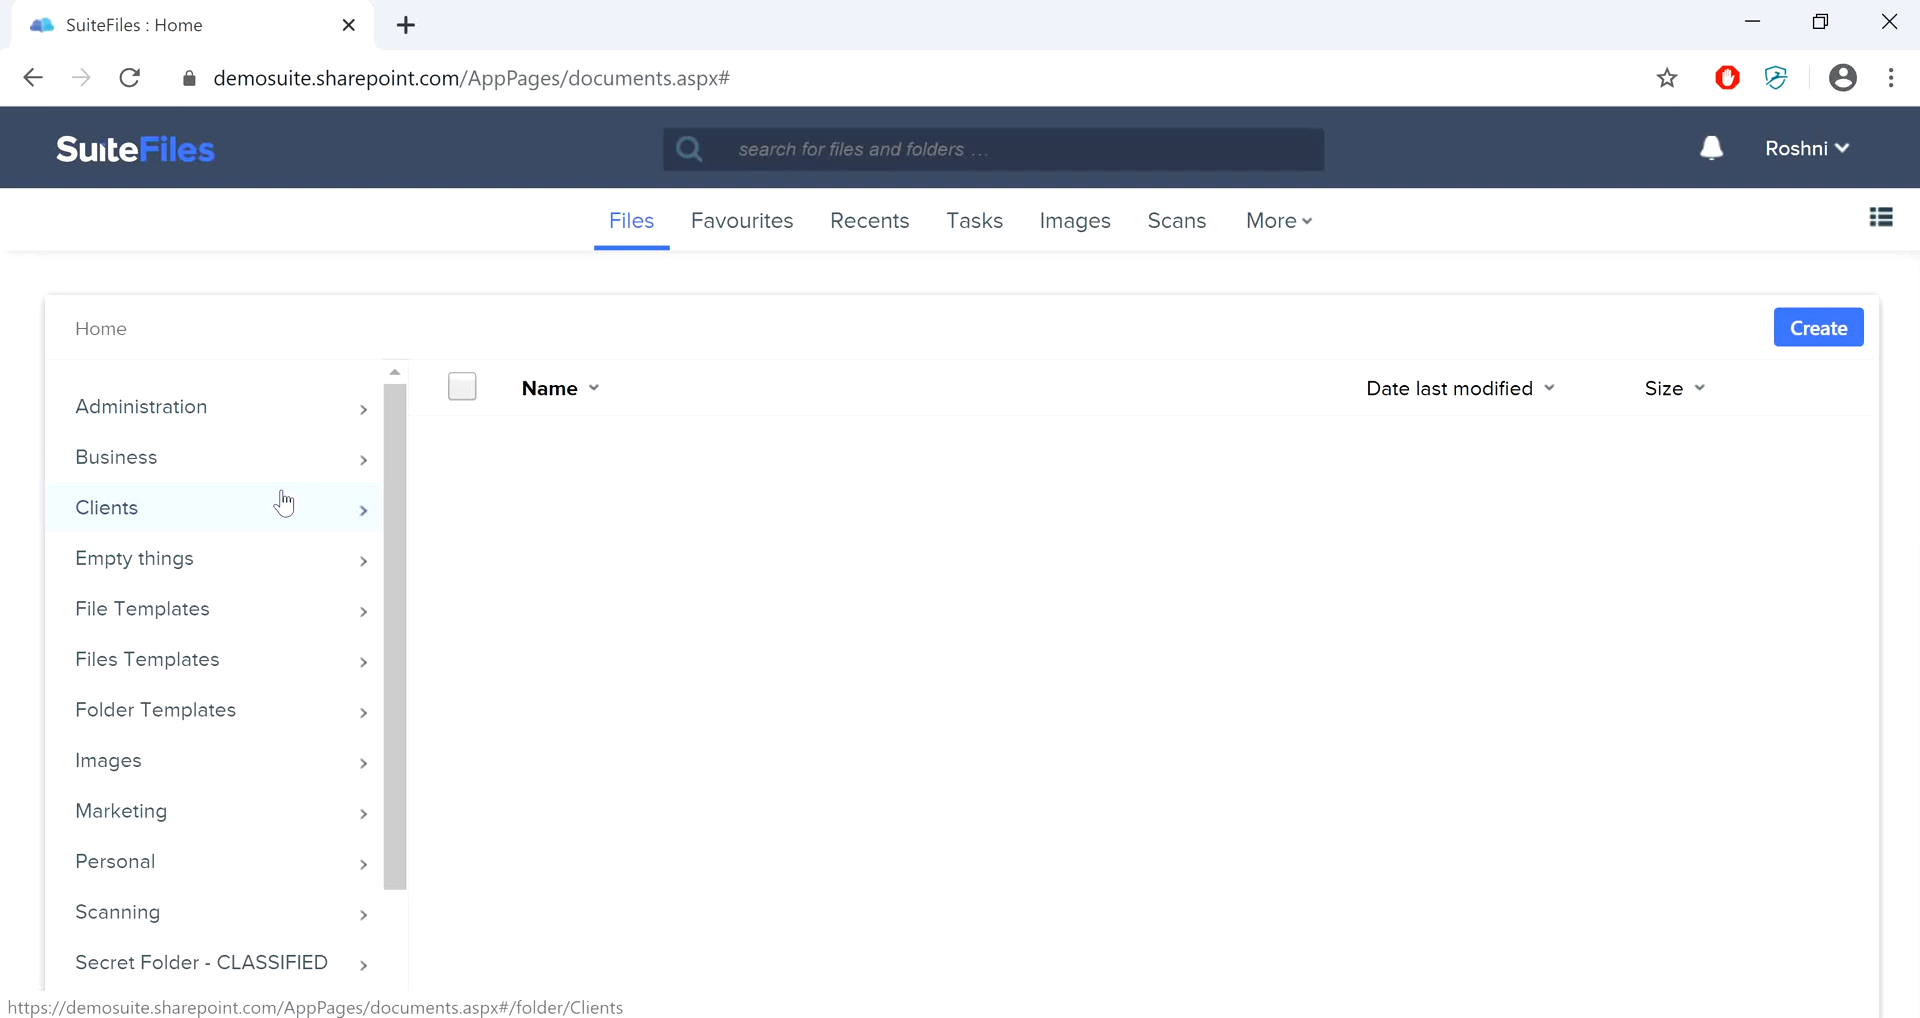 SuiteFiles : Home
demosuite.sharepoint.com/AppPages/documents.aspx#
SuiteFiles
search for files and folders ...
Roshni
Files Favourites Recents Tasks Images Scans More
Home
Create
Name Date last modified Size
Administration
Business
Clients
Empty things
File Templates
Files Templates
Folder Templates
Images
Marketing
Personal
Scanning
Secret Folder - CLASSIFIED
https://demosuite.sharepoint.com/AppPages/documents.aspx#/folder/Clients